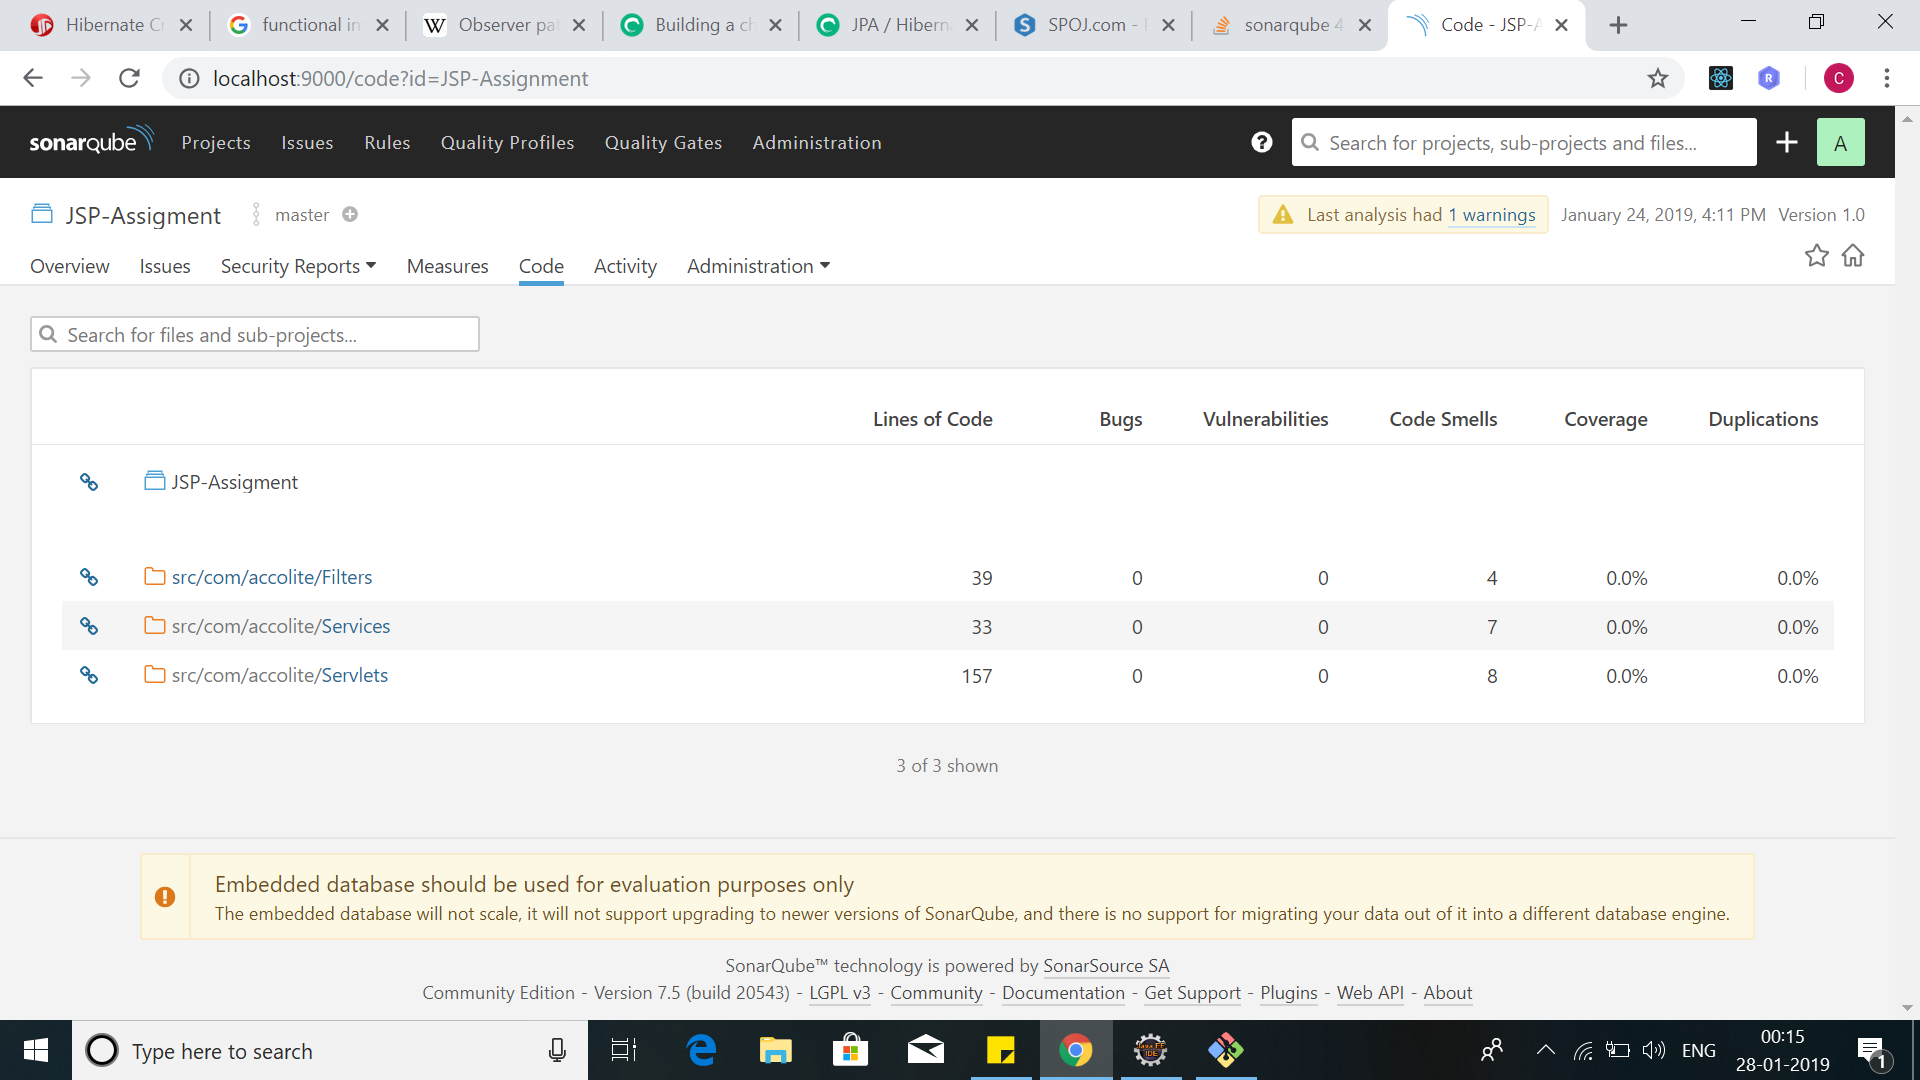 Hibernate Cr
functional in
Observer pat
Building a ch
JPA / Hiberna
SPOJ.com -
sonarqube 4
Code - JSP-A
localhost:9000/code?id=JSP-Assignment
R
C
sonarqube
Projects
Issues
Rules
Quality Profiles
Quality Gates
Administration
Search for projects, sub-projects and files...
A
JSP-Assigment
master
Last analysis had 1 warnings
January 24, 2019, 4:11 PM Version 1.0
Overview
Issues
Security Reports
Measures
Code
Activity
Administration
Search for files and sub-projects...
Lines of Code Bugs Vulnerabilities Code Smells Coverage Duplications
JSP-Assigment
src/com/accolite/Filters 39 0 0 4 0.0% 0.0%
src/com/accolite/Services 33 0 0 7 0.0% 0.0%
src/com/accolite/Servlets 157 0 0 8 0.0% 0.0%
3 of 3 shown
Embedded database should be used for evaluation purposes only
The embedded database will not scale, it will not support upgrading to newer versions of SonarQube, and there is no support for migrating your data out of it into a different database engine.
SonarQube™ technology is powered by SonarSource SA
Community Edition - Version 7.5 (build 20543) - LGPL v3 - Community - Documentation - Get Support - Plugins - Web API - About
Type here to search
Java EE
IDE
ENG
00:15
28-01-2019
1